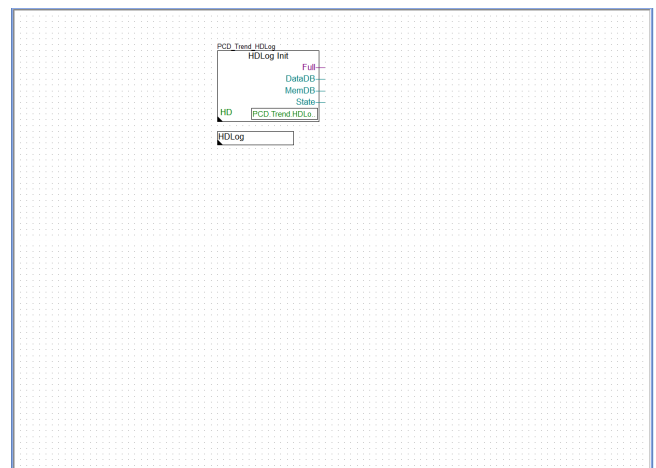 PCD_Trend_HDLog
HDLog Init
Full
DataDB
MemDB
State
HD PCD.Trend.HDLo...
HDLog